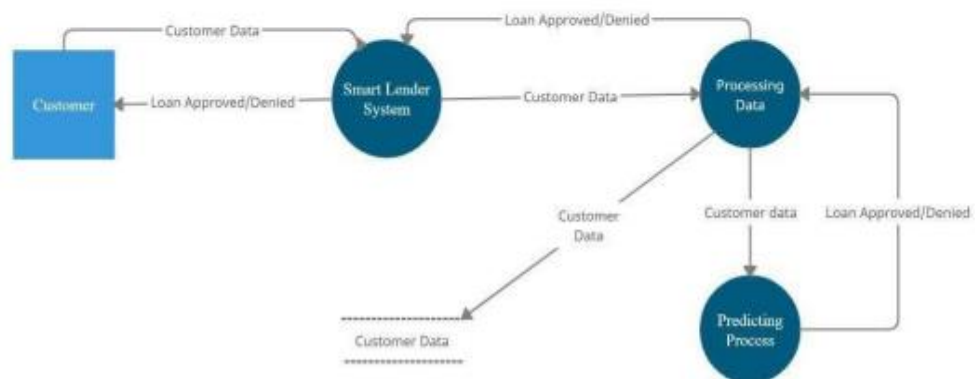 Loan Approved/Denied
Customer Data
Customer
Loan Approved/Denied
Smart Lender
System
Customer Data
Processing
Data
Customer
Data
Customer data
Loan Approved/Denied
Customer Data
Predicting
Process